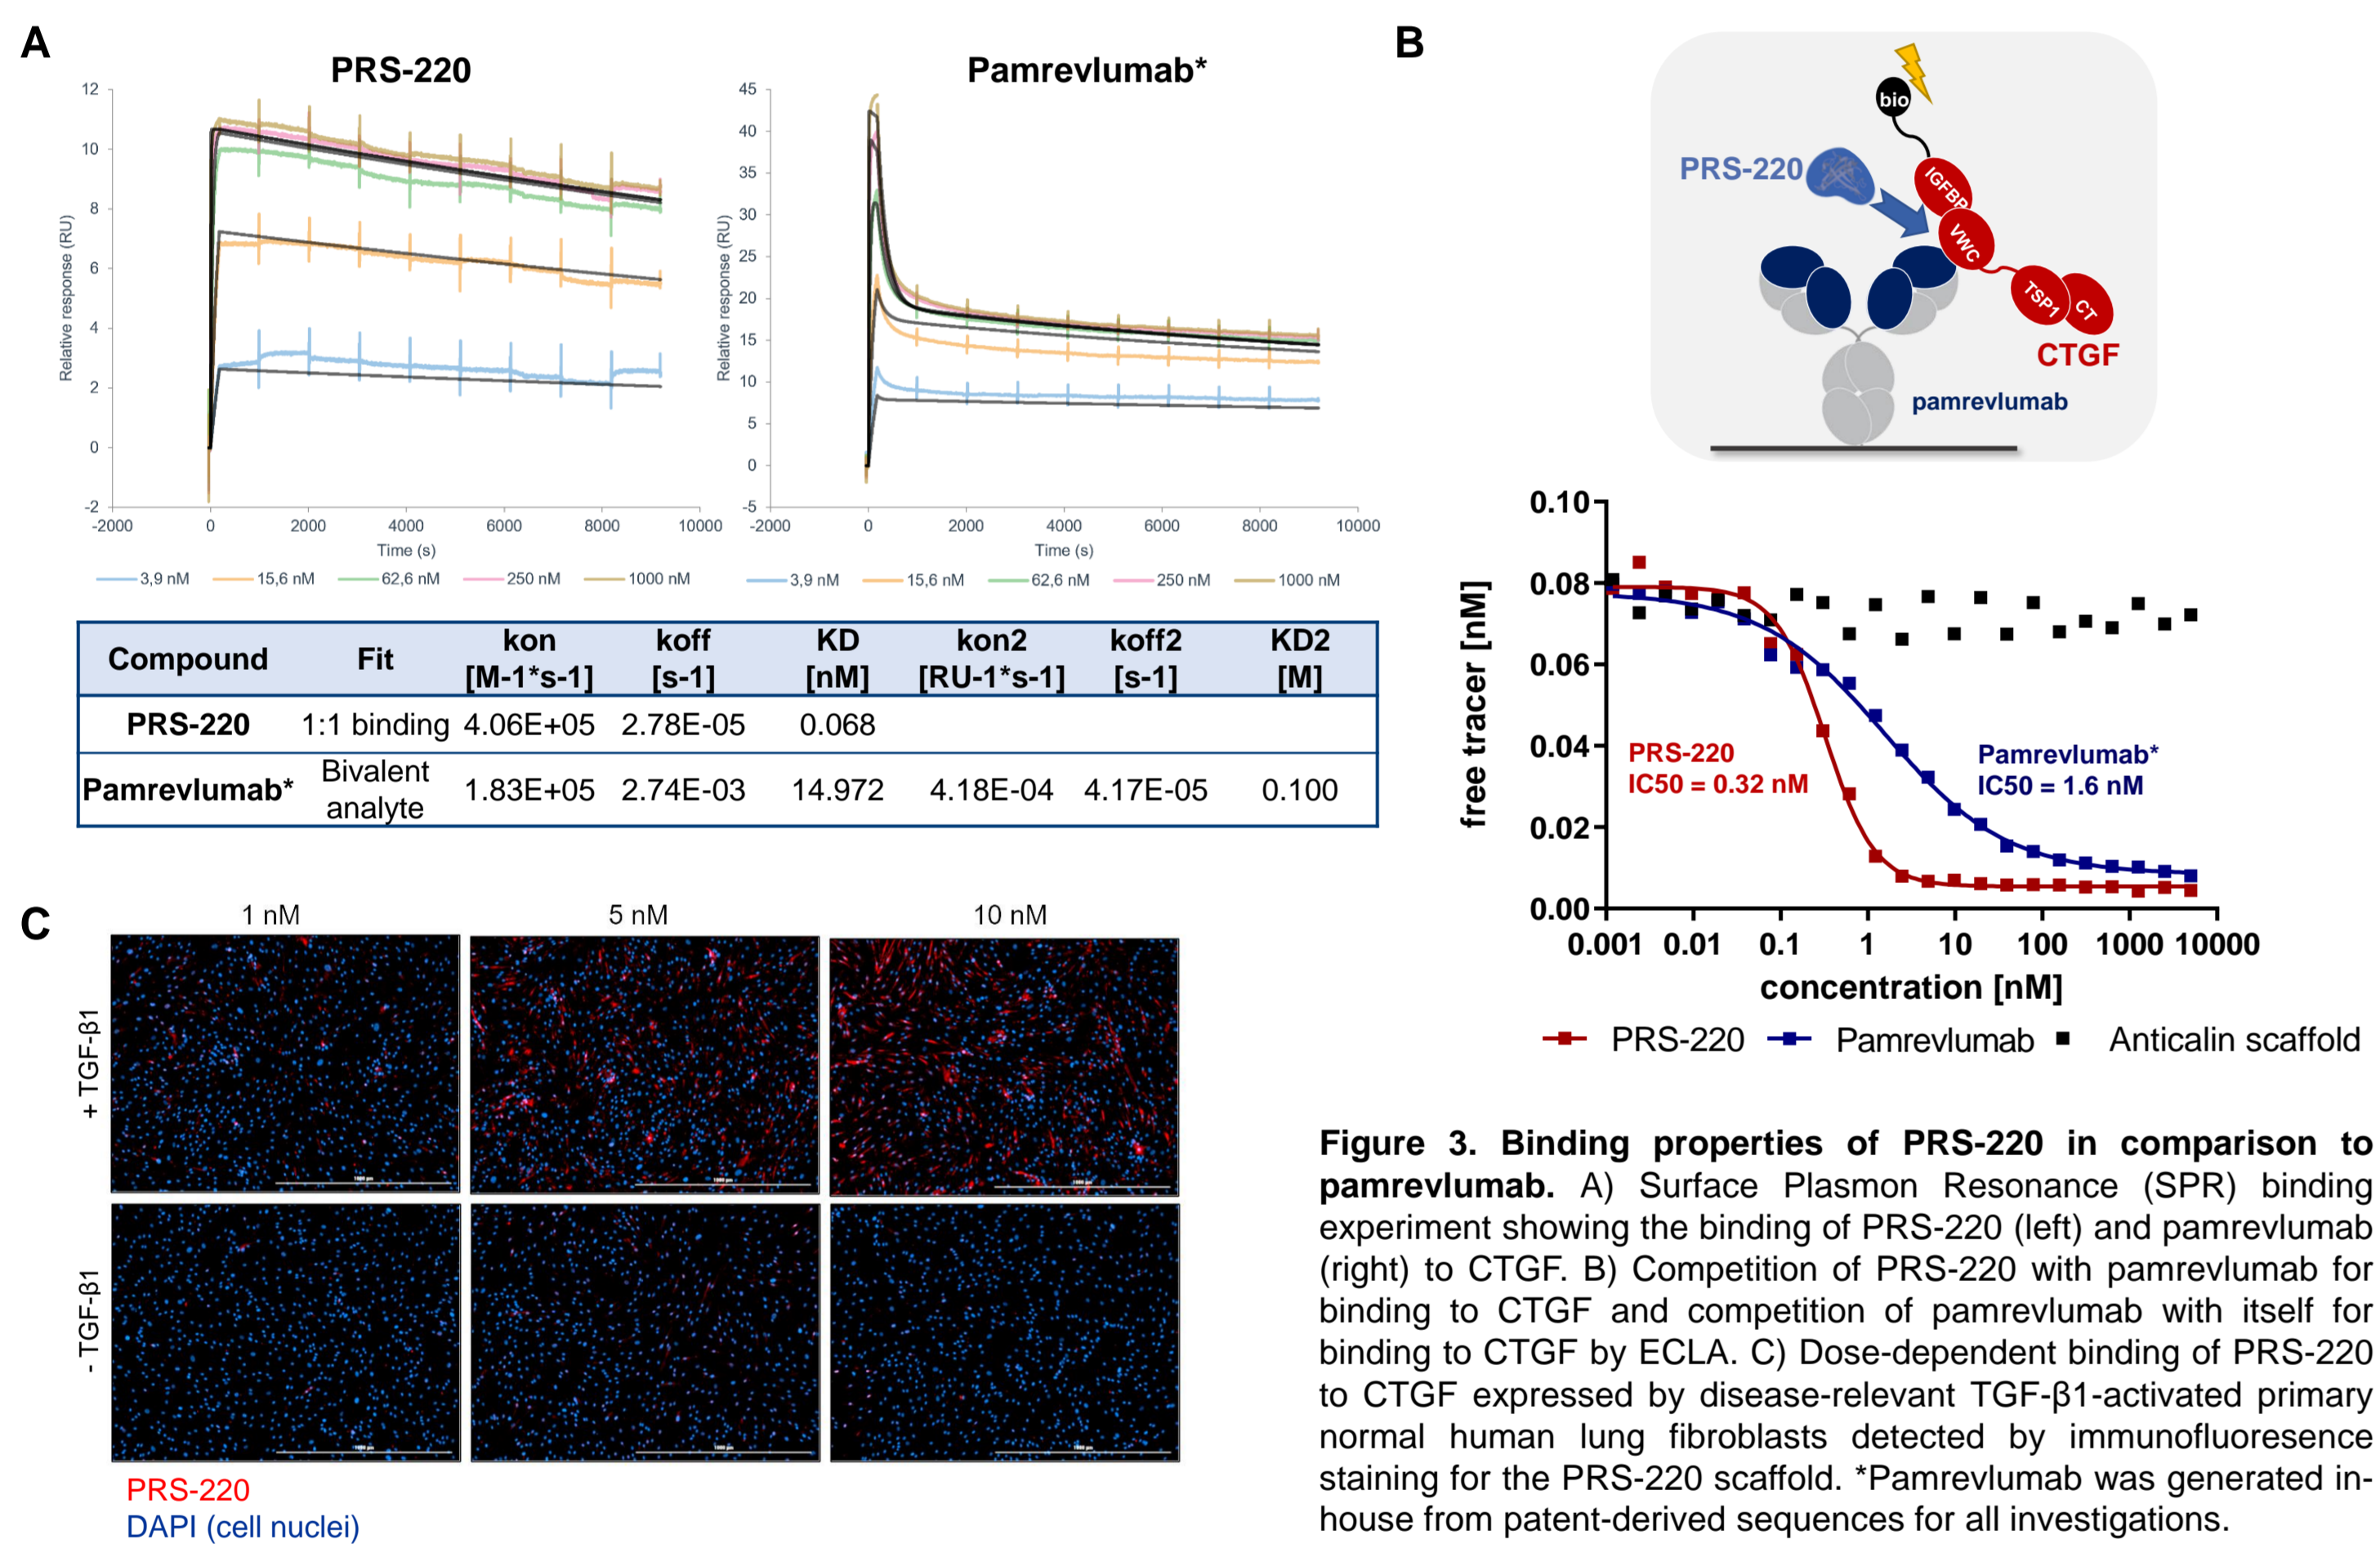 A
PRS-220
12
10
8
6
4
2
0
-2
Relative response (RU)
-2000 0 2000 4000 6000 8000 10000
Time (s)
3,9 nM 15,6 nM 62,6 nM 250 nM 1000 nM
Pamrevlumab*
45
40
35
30
25
20
15
10
5
0
-5
Relative response (RU)
-2000 0 2000 4000 6000 8000 10000
Time (s)
3,9 nM 15,6 nM 62,6 nM 250 nM 1000 nM
Compound Fit kon [M-1*s-1] koff [s-1] KD [nM] kon2 [RU-1*s-1] koff2 [s-1] KD2 [M]
PRS-220 1:1 binding 4.06E+05 2.78E-05 0.068
Pamrevlumab* Bivalent analyte 1.83E+05 2.74E-03 14.972 4.18E-04 4.17E-05 0.100
B
bio
PRS-220
IGFBP
VWC
TSP1
CT
CTGF
pamrevlumab
0.10
0.08
0.06
0.04
0.02
0.00
free tracer [nM]
PRS-220
IC50 = 0.32 nM
Pamrevlumab*
IC50 = 1.6 nM
0.001 0.01 0.1 1 10 100 1000 10000
concentration [nM]
PRS-220 Pamrevlumab Anticalin scaffold
C
1 nM 5 nM 10 nM
+ TGF-β1
1000 µm 1000 µm 1000 µm
- TGF-β1
1000 µm 1000 µm 1000 µm
PRS-220
DAPI (cell nuclei)
Figure 3. Binding properties of PRS-220 in comparison to
pamrevlumab. A) Surface Plasmon Resonance (SPR) binding
experiment showing the binding of PRS-220 (left) and pamrevlumab
(right) to CTGF. B) Competition of PRS-220 with pamrevlumab for
binding to CTGF and competition of pamrevlumab with itself for
binding to CTGF by ECLA. C) Dose-dependent binding of PRS-220
to CTGF expressed by disease-relevant TGF-β1-activated primary
normal human lung fibroblasts detected by immunofluoresence
staining for the PRS-220 scaffold. *Pamrevlumab was generated in-
house from patent-derived sequences for all investigations.